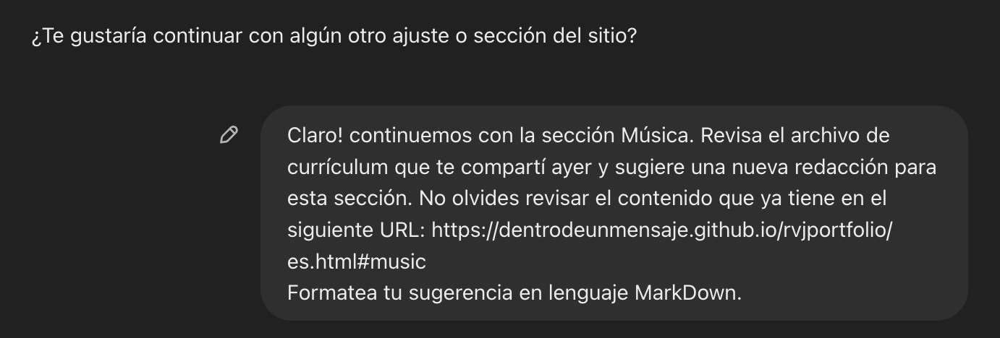 ¿Te gustaría continuar con algún otro ajuste o sección del sitio?
Claro! continuemos con la sección Música. Revisa el archivo de
currículum que te compartí ayer y sugiere una nueva redacción para
esta sección. No olvides revisar el contenido que ya tiene en el
siguiente URL: https://dentrodeunmensaje.github.io/rvjportfolio/
es.html#music
Formatea tu sugerencia en lenguaje MarkDown.